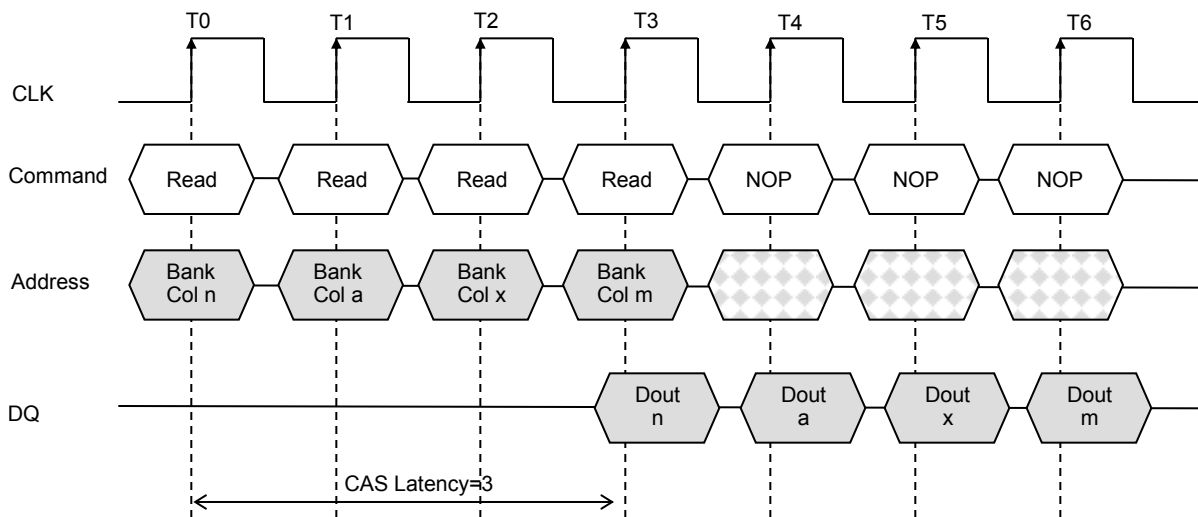 T0 T1 T2 T3 T4 T5 T6
CLK
Command Read Read Read Read NOP NOP NOP
Address
Bank
Col n
Bank
Col a
Bank
Col x
Bank
Col m
DQ
Dout
n
Dout
a
Dout
x
Dout
m
CAS Latency=3